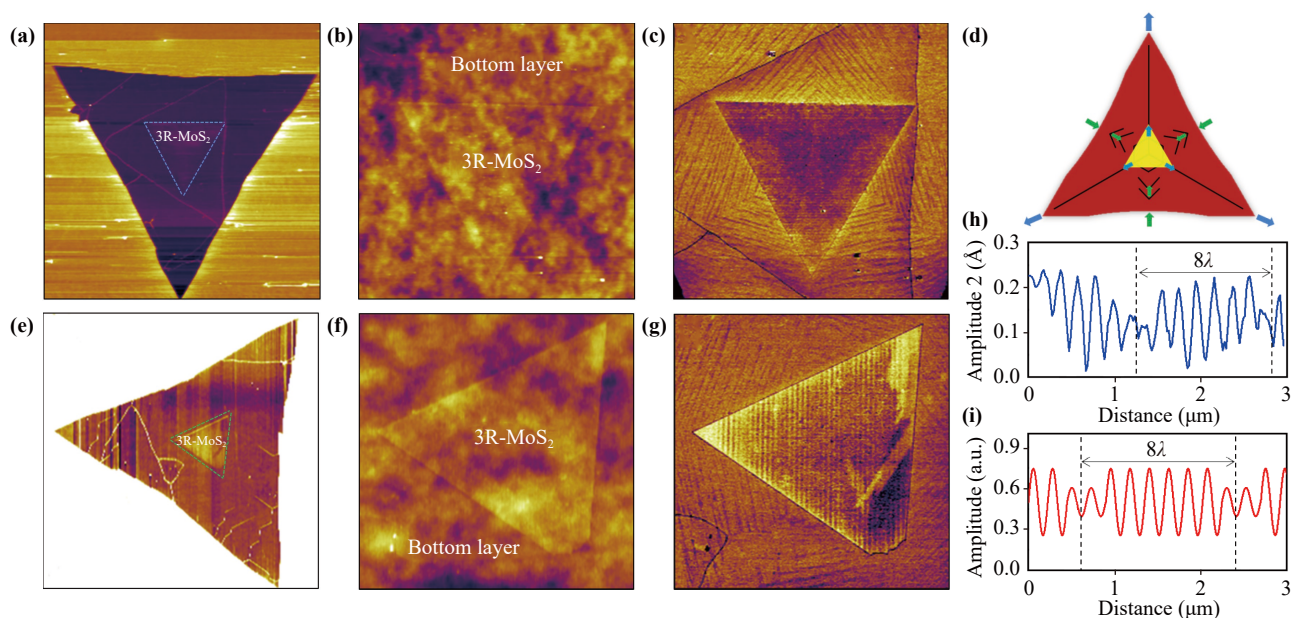 (a)
3R-MoS₂
(b)
Bottom layer
3R-MoS₂
(c)
(d)
(e)
3R-MoS₂
(f)
3R-MoS₂
Bottom layer
(g)
(h)
0.3
0.2
0.1
0.0
Amplitude 2 (Å)
8λ
0 1 2 3
Distance (μm)
(i)
0.9
0.6
0.3
0.0
Amplitude (a.u.)
8λ
0 1 2 3
Distance (μm)